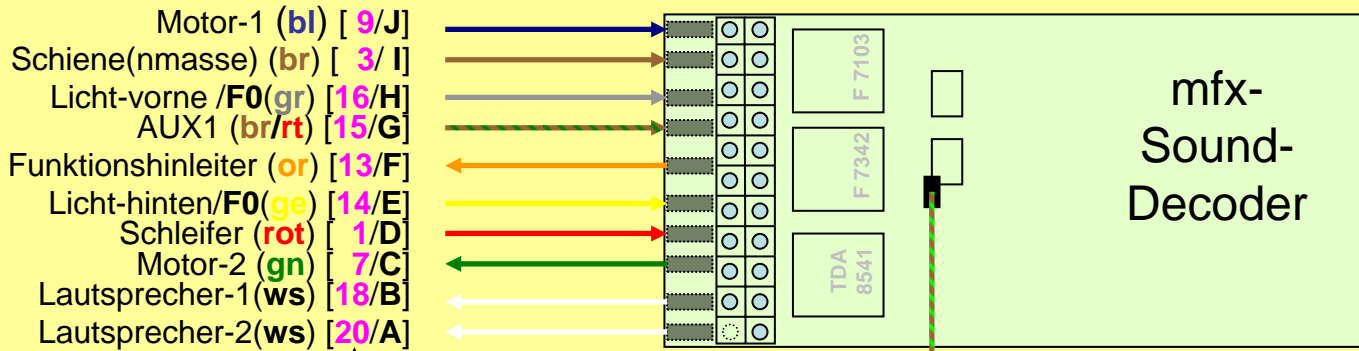 Motor-1 (bl) [ 9/J]
Schiene(nmasse) (br) [ 3/ I]
Licht-vorne /F0(gr) [16/H]
AUX1 (br/rt) [15/G]
Funktionshinleiter (or) [13/F]
Licht-hinten/F0(ge) [14/E]
Schleifer (rot) [ 1/D]
Motor-2 (gn) [ 7/C]
Lautsprecher-1(ws) [18/B]
Lautsprecher-2(ws) [20/A]
F 7103
F 7342
TDA
8541
mfx-
Sound-
Decoder